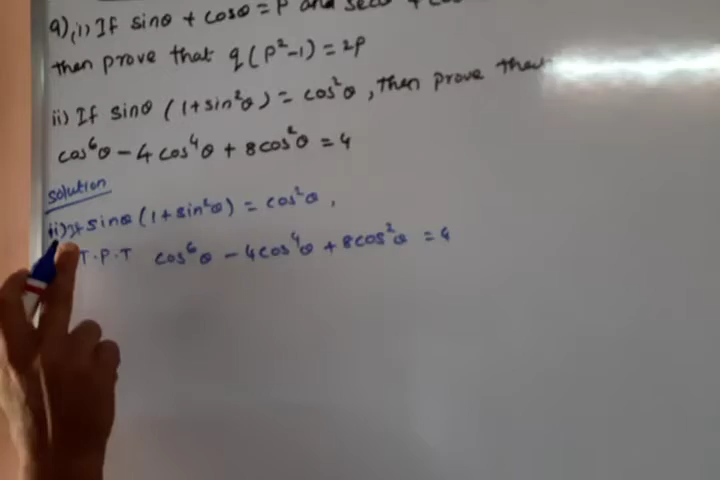 9) (i) If sinθ + cosθ = P and
then prove that q(P²-1) = 2P
ii) If sinθ (1+sin²θ) = cos²θ, then prove that
cos⁶θ - 4cos⁴θ + 8cos²θ = 4
solution
ii) If sinθ (1+sin²θ) = cos²θ,
T.P.T cos⁶θ - 4cos⁴θ + 8cos²θ = 4